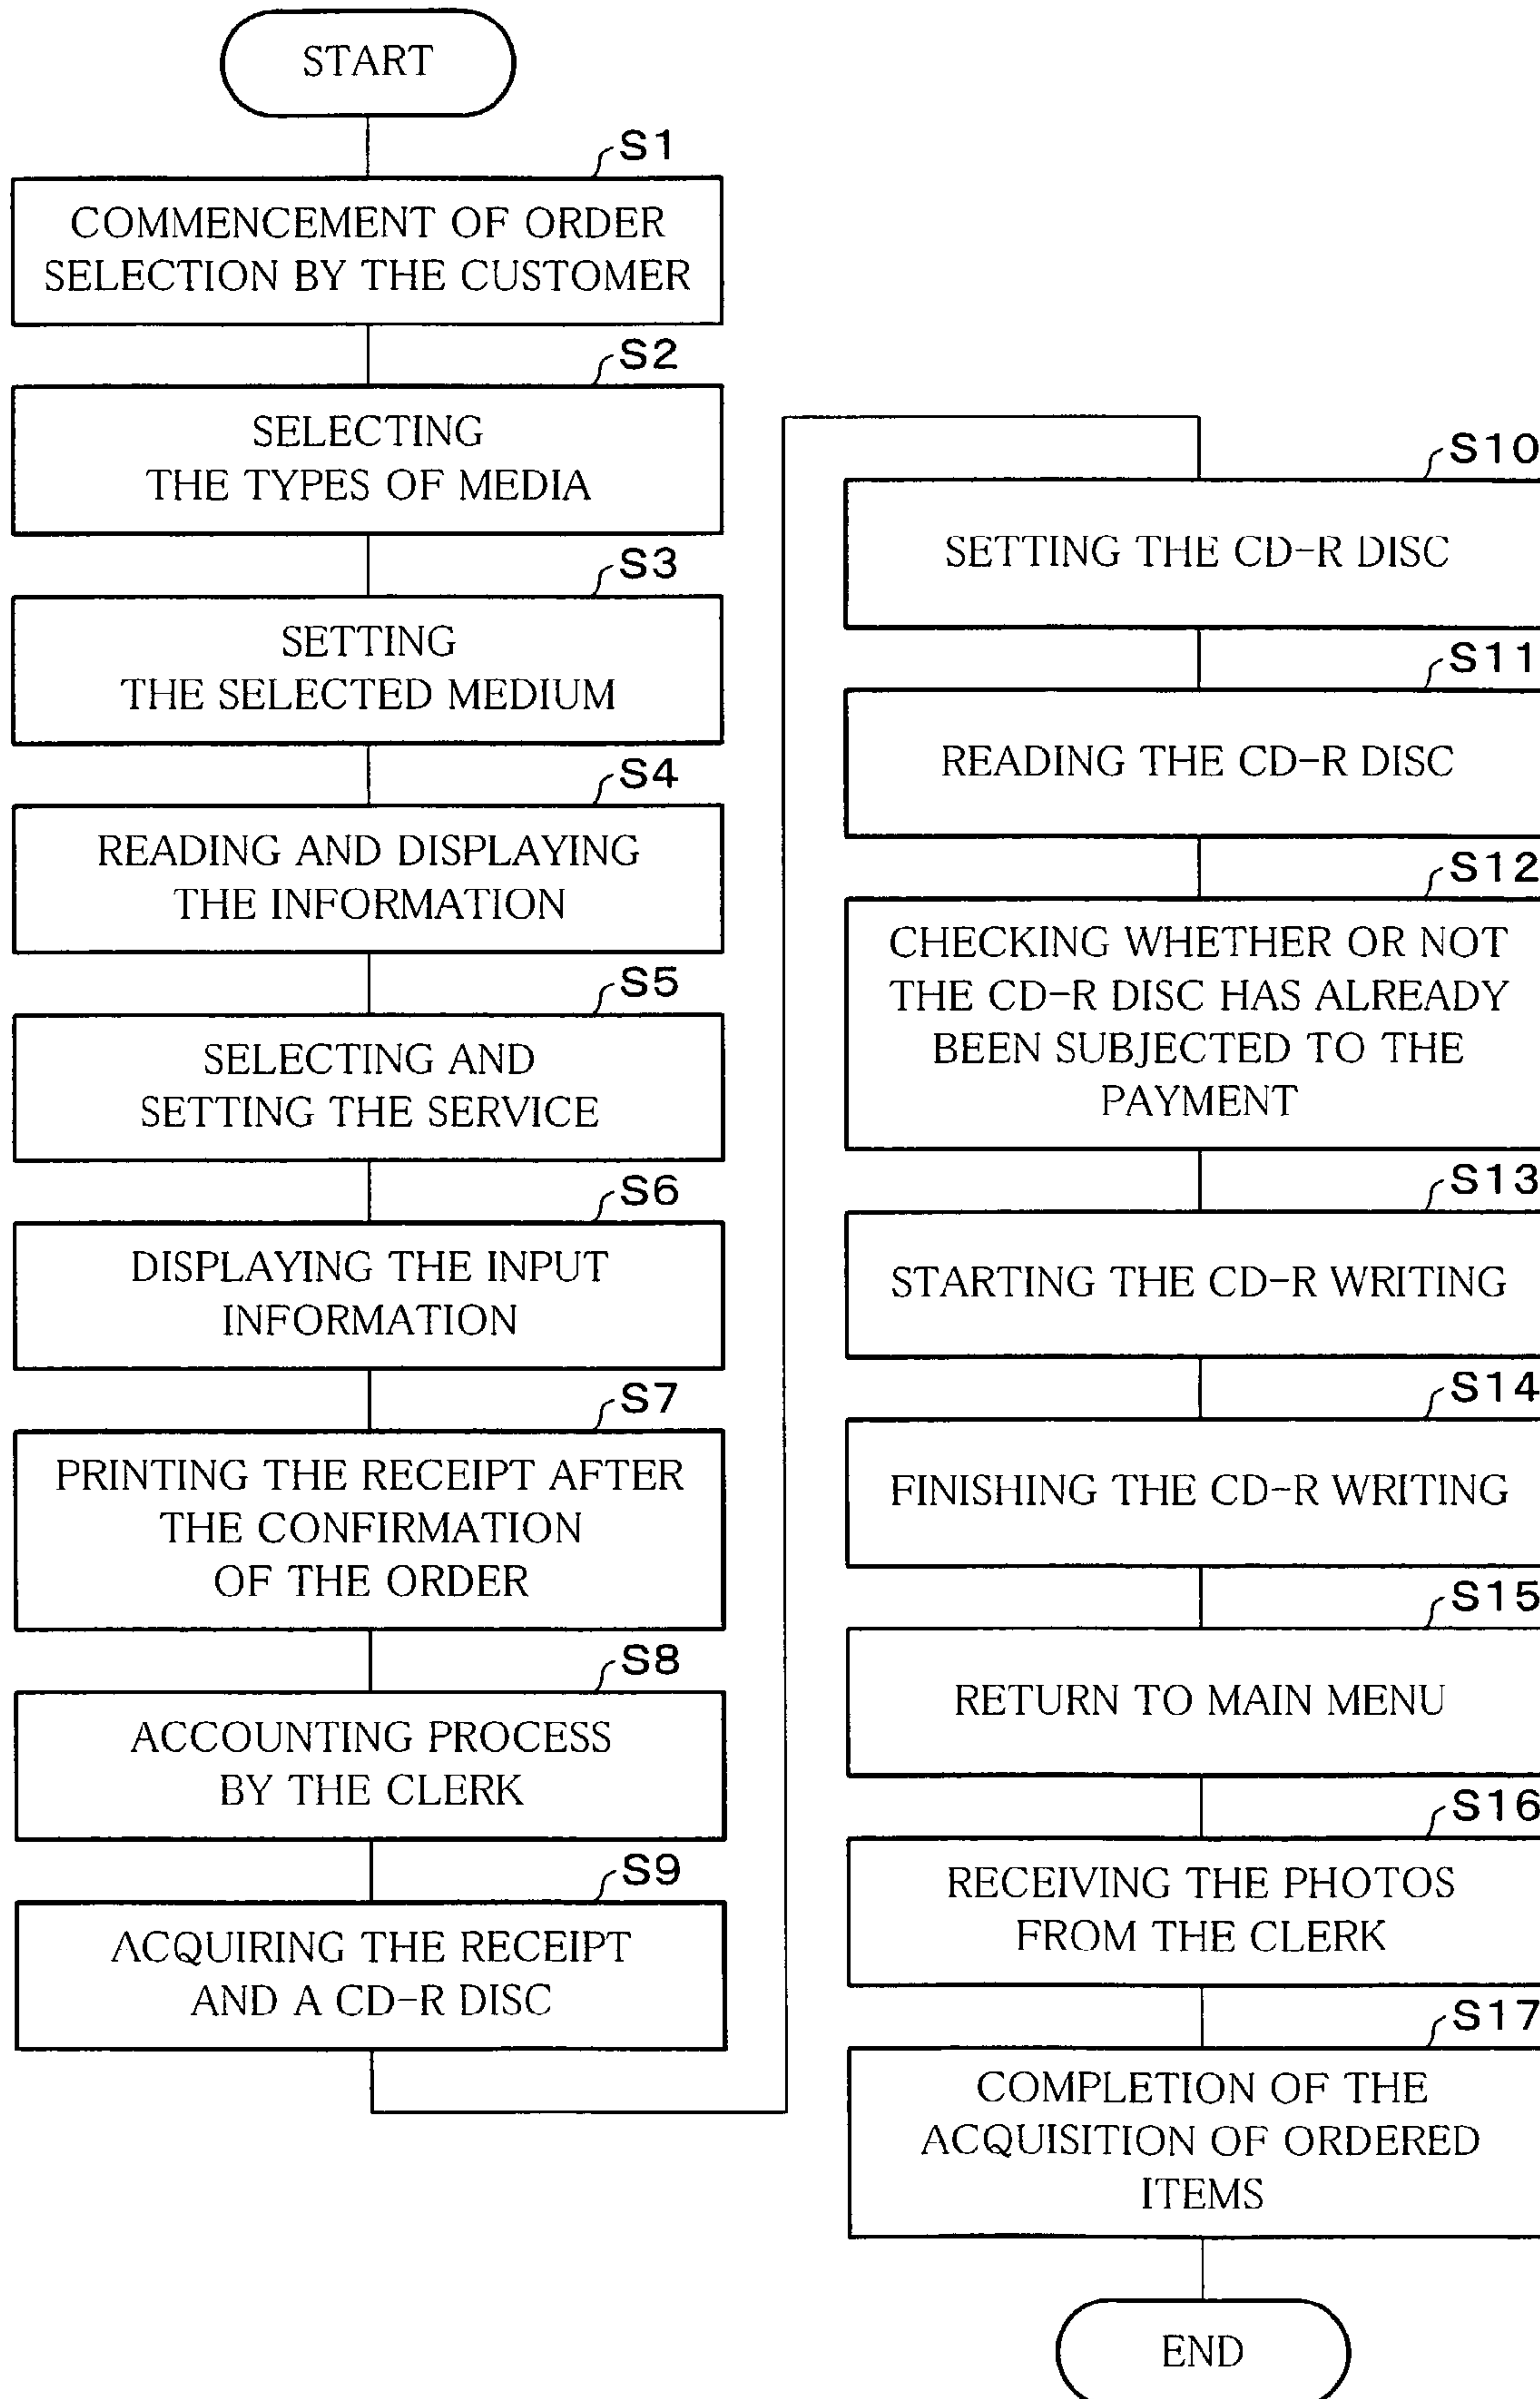 START
S1
COMMENCEMENT OF ORDER
SELECTION BY THE CUSTOMER
S2
SELECTING
THE TYPES OF MEDIA
S3
SETTING
THE SELECTED MEDIUM
S4
READING AND DISPLAYING
THE INFORMATION
S5
SELECTING AND
SETTING THE SERVICE
S6
DISPLAYING THE INPUT
INFORMATION
S7
PRINTING THE RECEIPT AFTER
THE CONFIRMATION
OF THE ORDER
S8
ACCOUNTING PROCESS
BY THE CLERK
S9
ACQUIRING THE RECEIPT
AND A CD-R DISC
S10
SETTING THE CD-R DISC
S11
READING THE CD-R DISC
S12
CHECKING WHETHER OR NOT
THE CD-R DISC HAS ALREADY
BEEN SUBJECTED TO THE
PAYMENT
S13
STARTING THE CD-R WRITING
S14
FINISHING THE CD-R WRITING
S15
RETURN TO MAIN MENU
S16
RECEIVING THE PHOTOS
FROM THE CLERK
S17
COMPLETION OF THE
ACQUISITION OF ORDERED
ITEMS
END